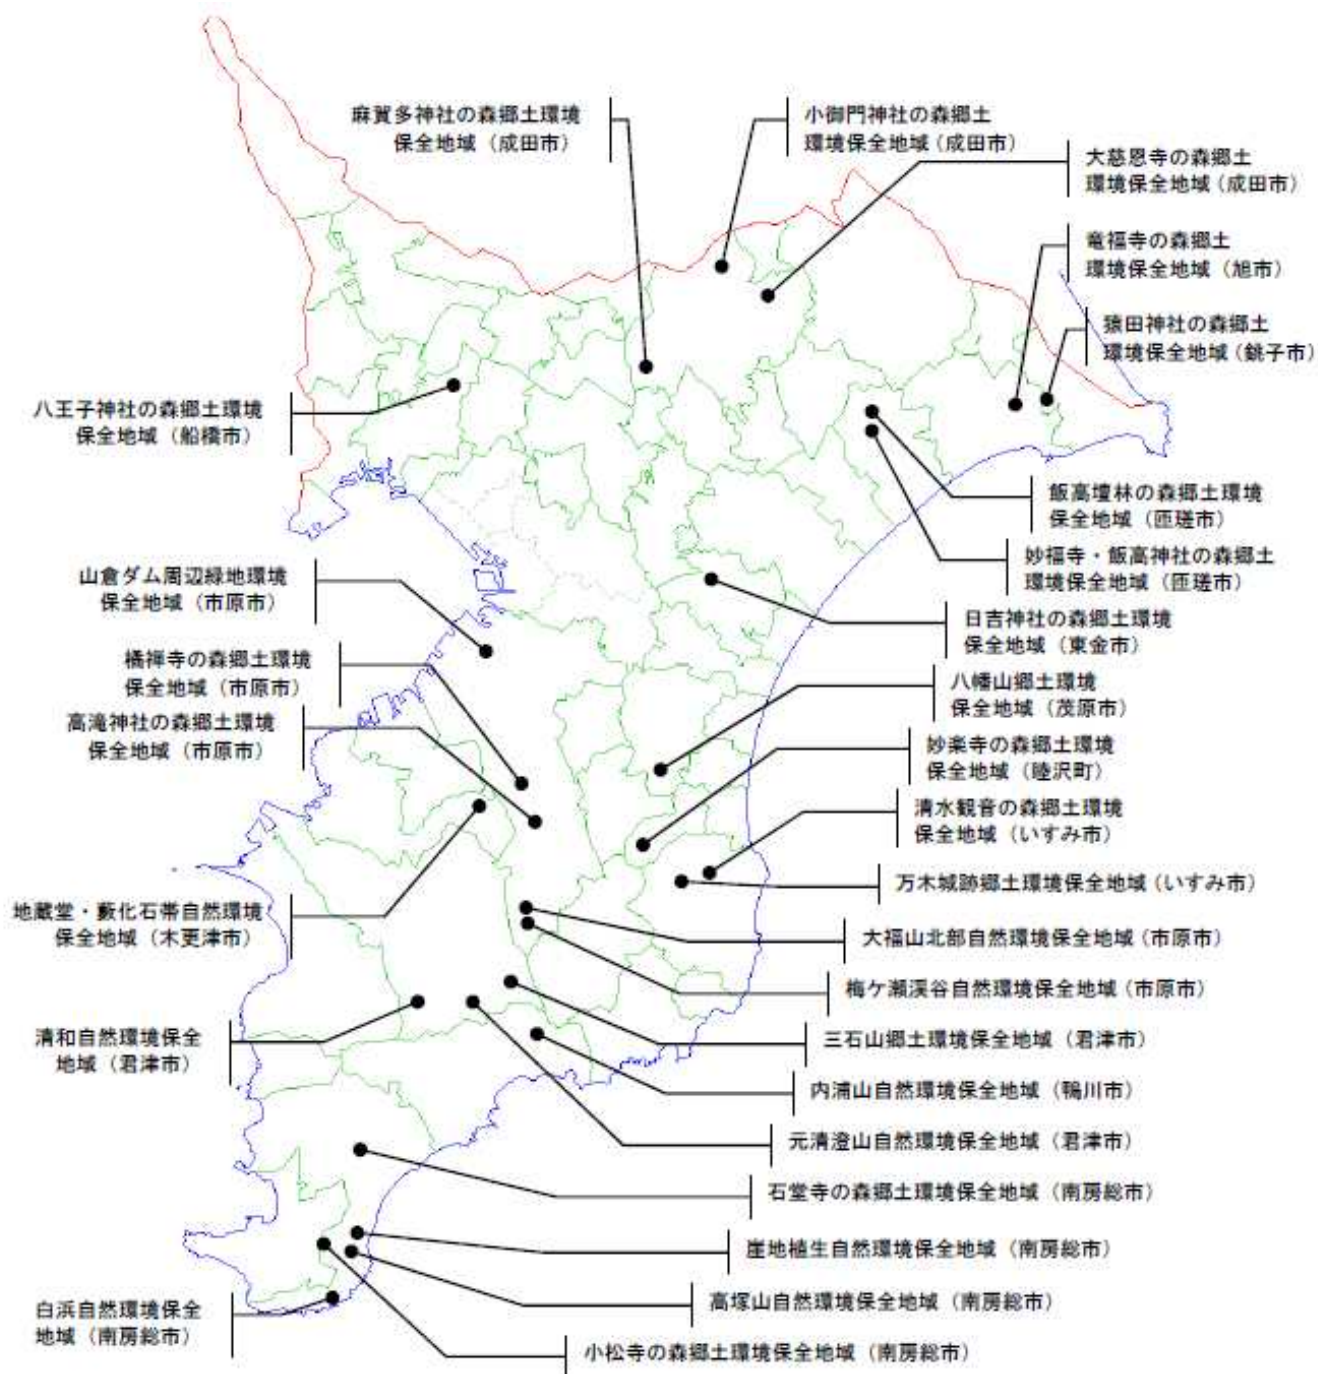 麻賀多神社の森郷土環境
保全地域（成田市）
小御門神社の森郷土
環境保全地域（成田市）
大慈恩寺の森郷土
環境保全地域（成田市）
竜福寺の森郷土
環境保全地域（旭市）
猿田神社の森郷土
環境保全地域（銚子市）
八王子神社の森郷土環境
保全地域（船橋市）
飯高壇林の森郷土環境
保全地域（匝瑳市）
妙福寺・飯高神社の森郷土
環境保全地域（匝瑳市）
山倉ダム周辺緑地環境
保全地域（市原市）
日吉神社の森郷土環境
保全地域（東金市）
橘禅寺の森郷土環境
保全地域（市原市）
八幡山郷土環境
保全地域（茂原市）
高滝神社の森郷土環境
保全地域（市原市）
妙楽寺の森郷土環境
保全地域（睦沢町）
清水観音の森郷土環境
保全地域（いすみ市）
万木城跡郷土環境保全地域（いすみ市）
地蔵堂・藪化石帯自然環境
保全地域（木更津市）
大福山北部自然環境保全地域（市原市）
梅ケ瀬渓谷自然環境保全地域（市原市）
清和自然環境保全
地域（君津市）
三石山郷土環境保全地域（君津市）
内浦山自然環境保全地域（鴨川市）
元清澄山自然環境保全地域（君津市）
石堂寺の森郷土環境保全地域（南房総市）
崖地植生自然環境保全地域（南房総市）
高塚山自然環境保全地域（南房総市）
白浜自然環境保全
地域（南房総市）
小松寺の森郷土環境保全地域（南房総市）